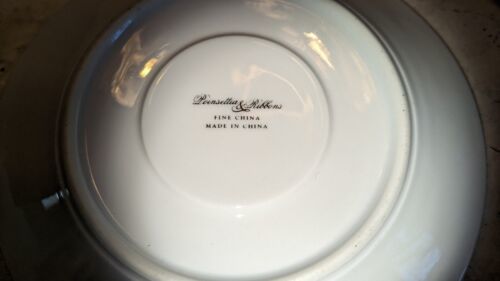 Poinsettia & Ribbons
FINE CHINA
MADE IN CHINA